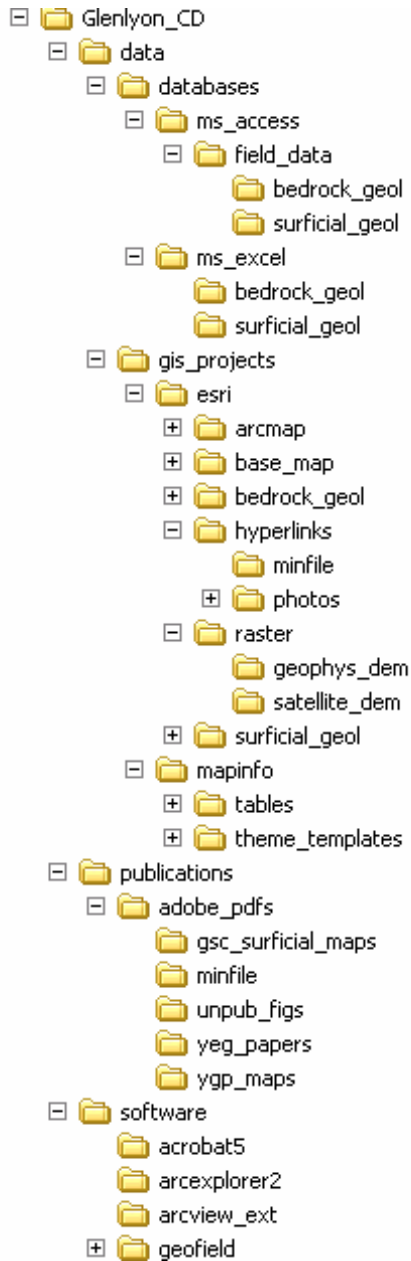 Glenlyon_CD
data
databases
ms_access
field_data
bedrock_geol
surficial_geol
ms_excel
bedrock_geol
surficial_geol
gis_projects
esri
arcmap
base_map
bedrock_geol
hyperlinks
minfile
photos
raster
geophys_dem
satellite_dem
surficial_geol
mapinfo
tables
theme_templates
publications
adobe_pdfs
gsc_surficial_maps
minfile
unpub_figs
yeg_papers
ygp_maps
software
acrobat5
arcexplorer2
arcview_ext
geofield